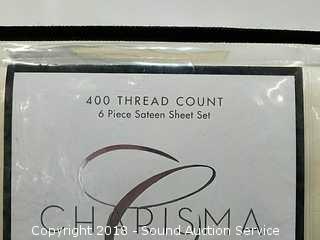 400 THREAD COUNT
6 Piece Sateen Sheet Set
C
CHARISMA
Copyright 2018 - Sound Auction Service